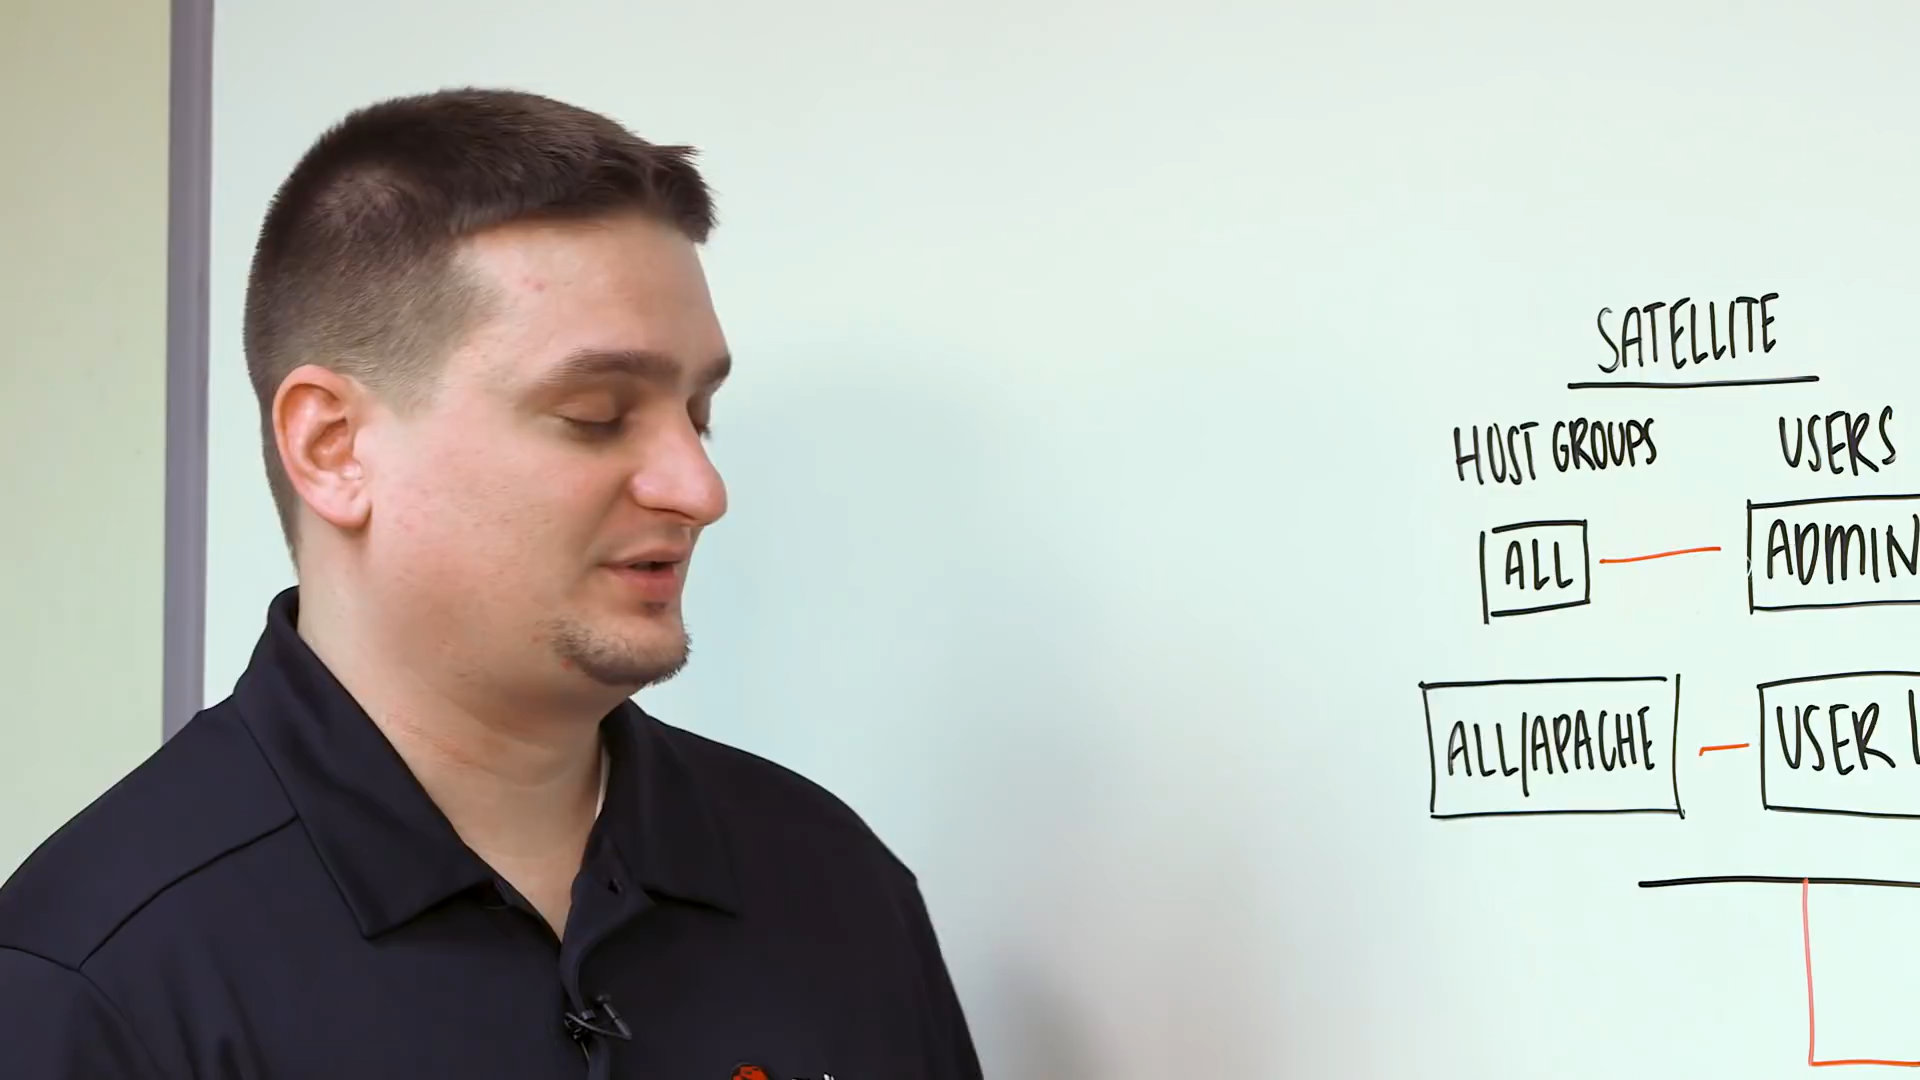 SATELLITE
HOST GROUPS USERS
ALL ADMIN
ALL/APACHE USER